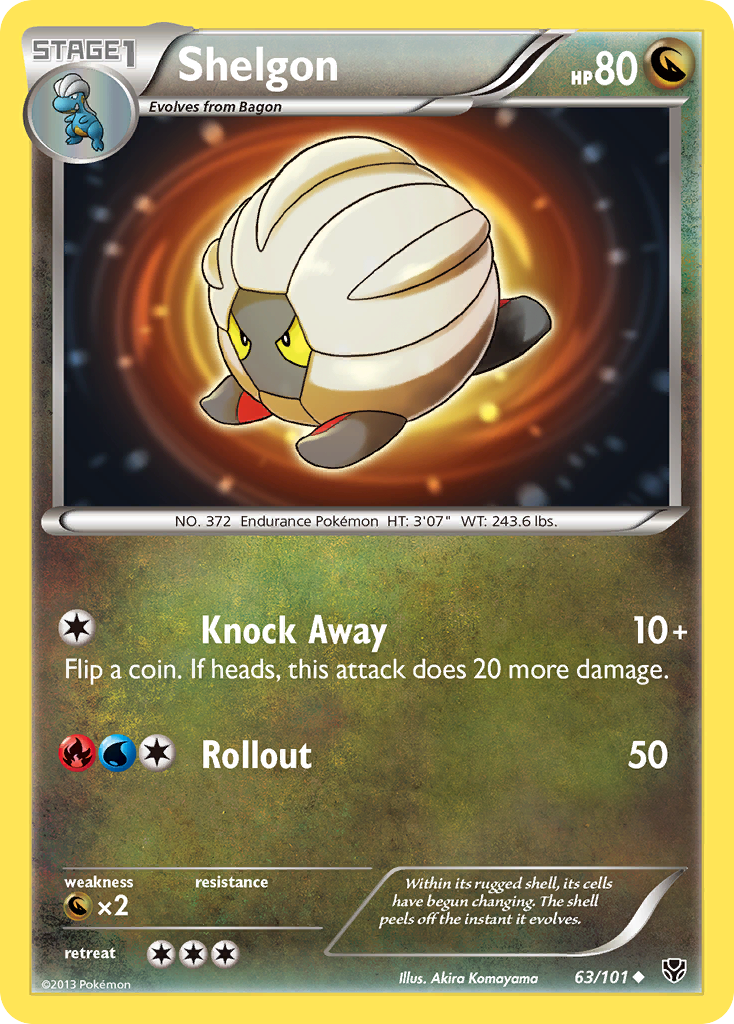 STAGE1
Shelgon
HP80
Evolves from Bagon
NO. 372 Endurance Pokémon HT: 3'07" WT: 243.6 lbs.
Knock Away 10+
Flip a coin. If heads, this attack does 20 more damage.
Rollout 50
weakness
×2
resistance
retreat
Within its rugged shell, its cells
have begun changing. The shell
peels off the instant it evolves.
©2013 Pokémon
Illus. Akira Komayama
63/101